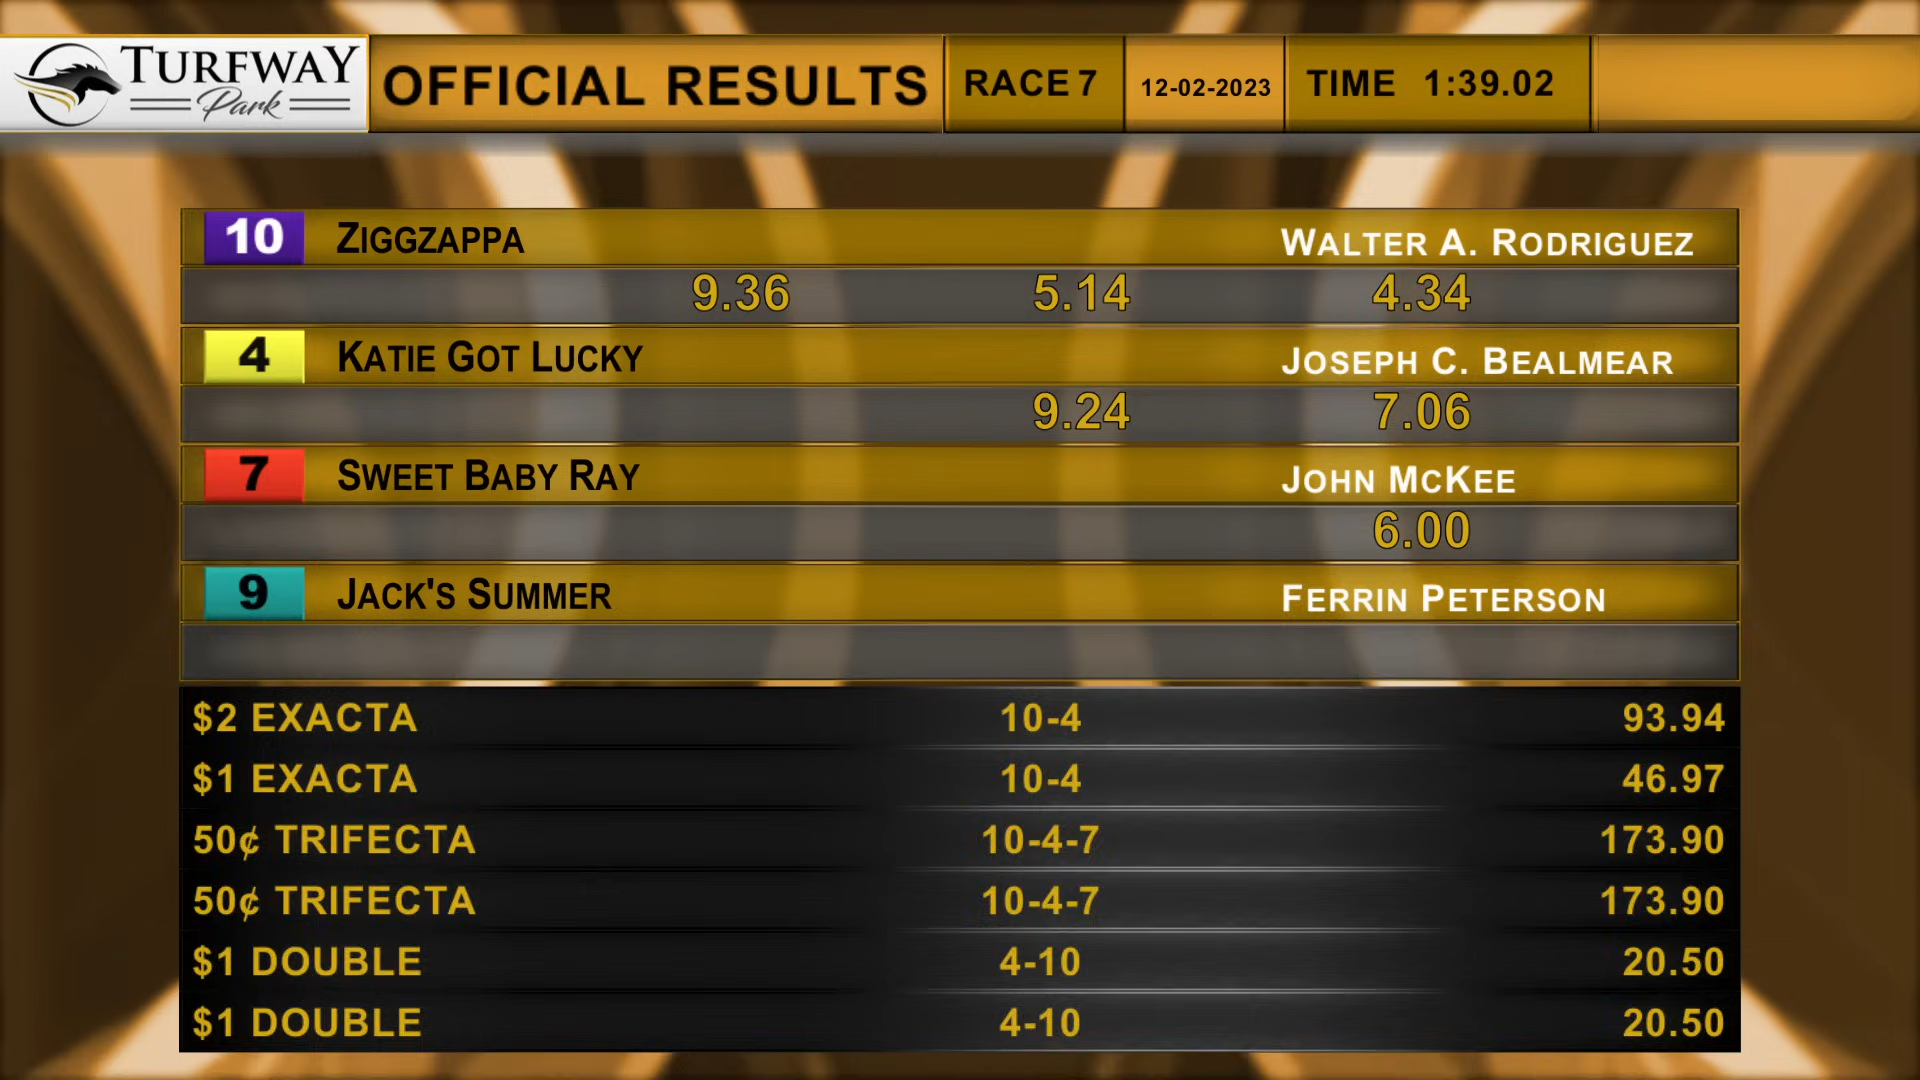 TURFWAY
Park
OFFICIAL RESULTS
RACE 7
12-02-2023
TIME 1:39.02
10 ZIGGZAPPA WALTER A. RODRIGUEZ
9.36 5.14 4.34
4 KATIE GOT LUCKY JOSEPH C. BEALMEAR
9.24 7.06
7 SWEET BABY RAY JOHN MCKEE
6.00
9 JACK'S SUMMER FERRIN PETERSON
$2 EXACTA 10-4 93.94
$1 EXACTA 10-4 46.97
50¢ TRIFECTA 10-4-7 173.90
50¢ TRIFECTA 10-4-7 173.90
$1 DOUBLE 4-10 20.50
$1 DOUBLE 4-10 20.50